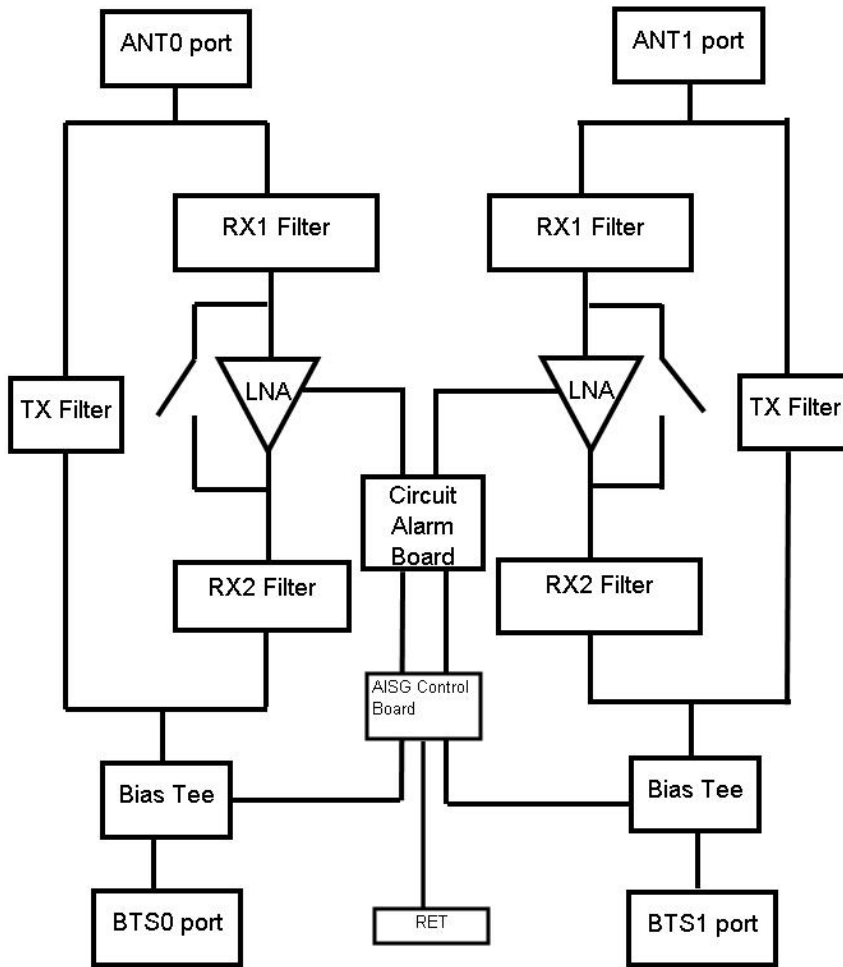 ANT0 port
ANT1 port
RX1 Filter
RX1 Filter
TX Filter
LNA
LNA
TX Filter
Circuit
Alarm
Board
RX2 Filter
RX2 Filter
AISG Control
Board
Bias Tee
Bias Tee
BTS0 port
RET
BTS1 port